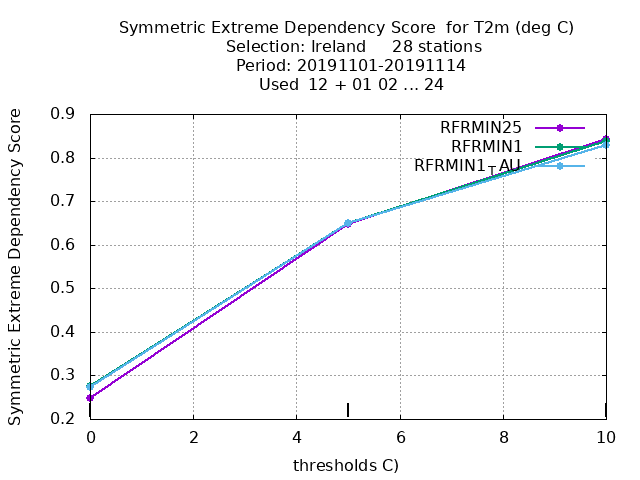 Symmetric Extreme Dependency Score  for T2m (deg C)
Selection: Ireland     28 stations
Period: 20191101-20191114
Used  12 + 01 02 ... 24
Symmetric Extreme Dependency Score
0.9
0.8
0.7
0.6
0.5
0.4
0.3
0.2
RFRMIN25
RFRMIN1
RFRMIN1TAU
0 2 4 6 8 10
thresholds C)